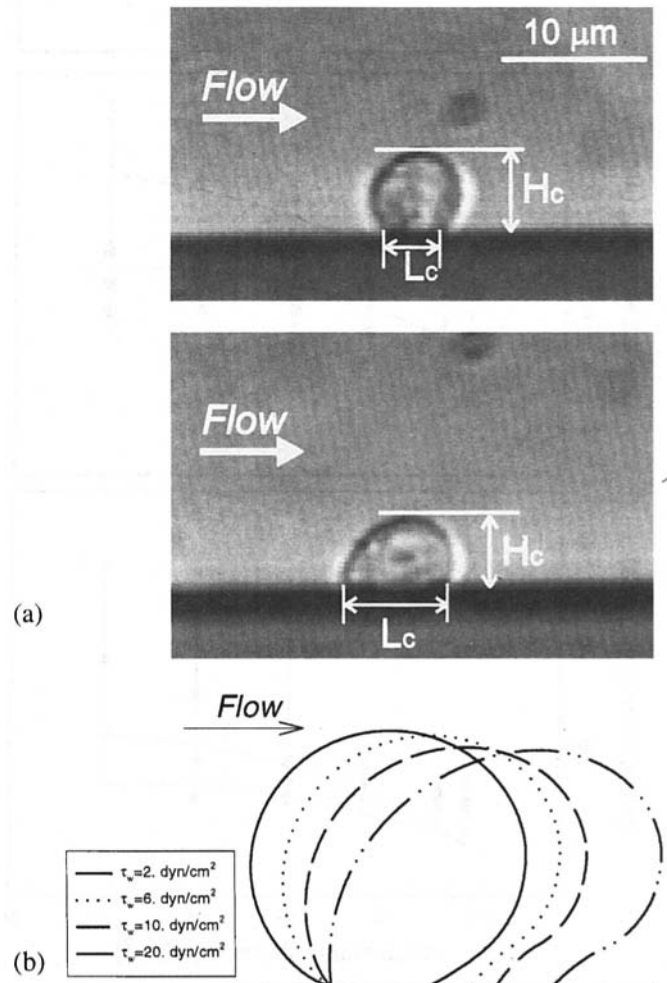 10 μm
Flow
Hc
Lc
Flow
Hc
(a)
Lc
Flow
τw=2. dyn/cm²
τw=6. dyn/cm²
τw=10. dyn/cm²
τw=20. dyn/cm²
(b)